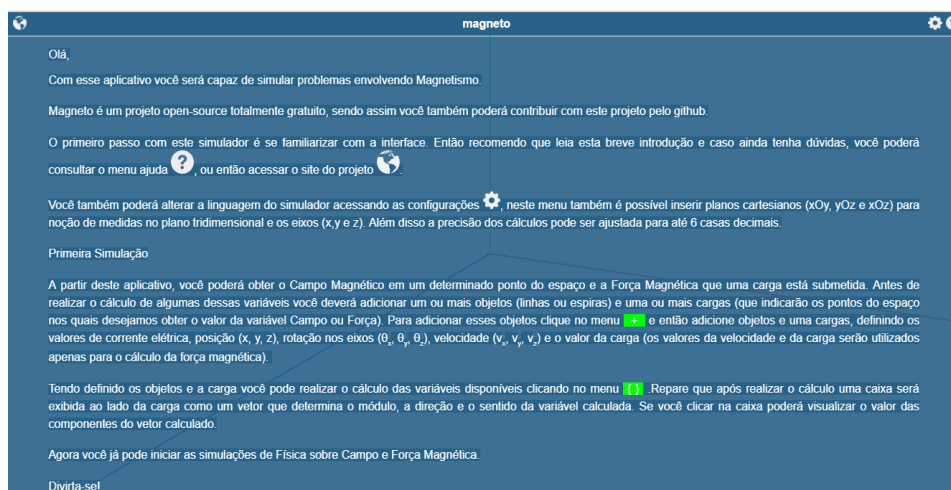 magneto
Olá,
Com esse aplicativo você será capaz de simular problemas envolvendo Magnetismo.
Magneto é um projeto open-source totalmente gratuito, sendo assim você também poderá contribuir com este projeto pelo github.
O primeiro passo com este simulador é se familiarizar com a interface. Então recomendo que leia esta breve introdução e caso ainda tenha dúvidas, você poderá
consultar o menu ajuda ?, ou então acessar o site do projeto .
Você também poderá alterar a linguagem do simulador acessando as configurações , neste menu também é possível inserir planos cartesianos (xOy, yOz e xOz) para
noção de medidas no plano tridimensional e os eixos (x,y e z). Além disso a precisão dos cálculos pode ser ajustada para até 6 casas decimais.
Primeira Simulação
A partir deste aplicativo, você poderá obter o Campo Magnético em um determinado ponto do espaço e a Força Magnética que uma carga está submetida. Antes de
realizar o cálculo de algumas dessas variáveis você deverá adicionar um ou mais objetos (linhas ou espiras) e uma ou mais cargas (que indicarão os pontos do espaço
nos quais desejamos obter o valor da variável Campo ou Força). Para adicionar esses objetos clique no menu + e então adicione objetos e uma cargas, definindo os
valores de corrente elétrica, posição (x, y, z), rotação nos eixos (θx, θy, θz), velocidade (vx, vy, vz) e o valor da carga (os valores da velocidade e da carga serão utilizados
apenas para o cálculo da força magnética).
Tendo definido os objetos e a carga você pode realizar o cálculo das variáveis disponíveis clicando no menu { } .Repare que após realizar o cálculo uma caixa será
exibida ao lado da carga como um vetor que determina o módulo, a direção e o sentido da variável calculada. Se você clicar na caixa poderá visualizar o valor das
componentes do vetor calculado.
Agora você já pode iniciar as simulações de Física sobre Campo e Força Magnética.
Divirta-se!